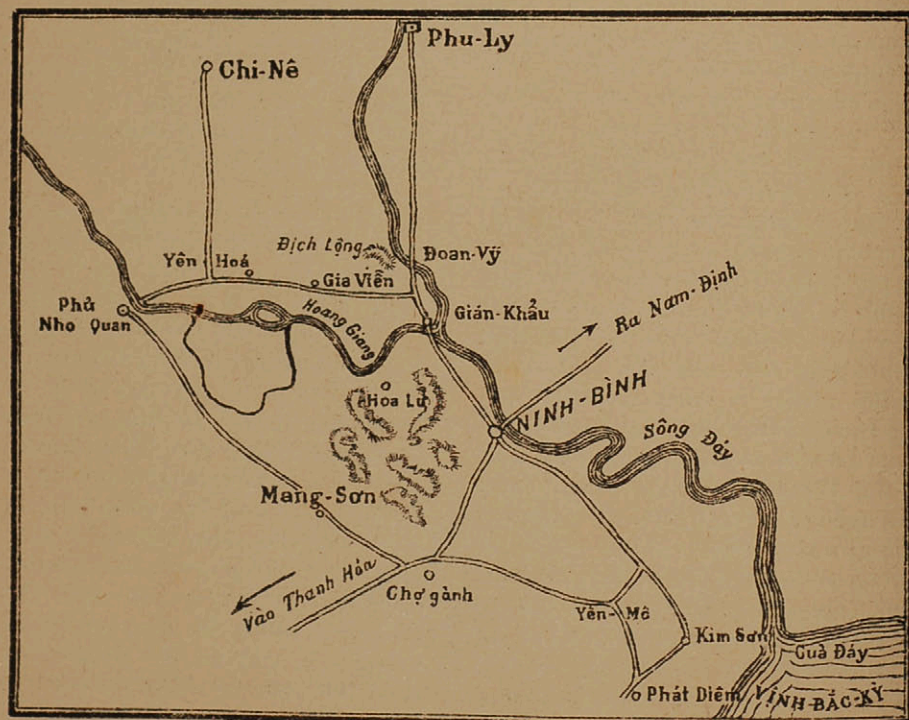 Phu-Ly
Chi-Nê
Địch Lộng
Đoan-Vỹ
Yên Hoá
Gia Viễn
Phủ
Nho Quan
Hoang Giang
Gián-Khẩu
Ra Nam-Định
Hoa Lư
NINH-BÌNH
Sông Đáy
Mang-Sơn
Vào Thanh Hóa
Chợ gành
Yên-Mô
Kim Sơn
Cuả Đáy
Phát Diêm
VỊNH-BẮC-KỲ